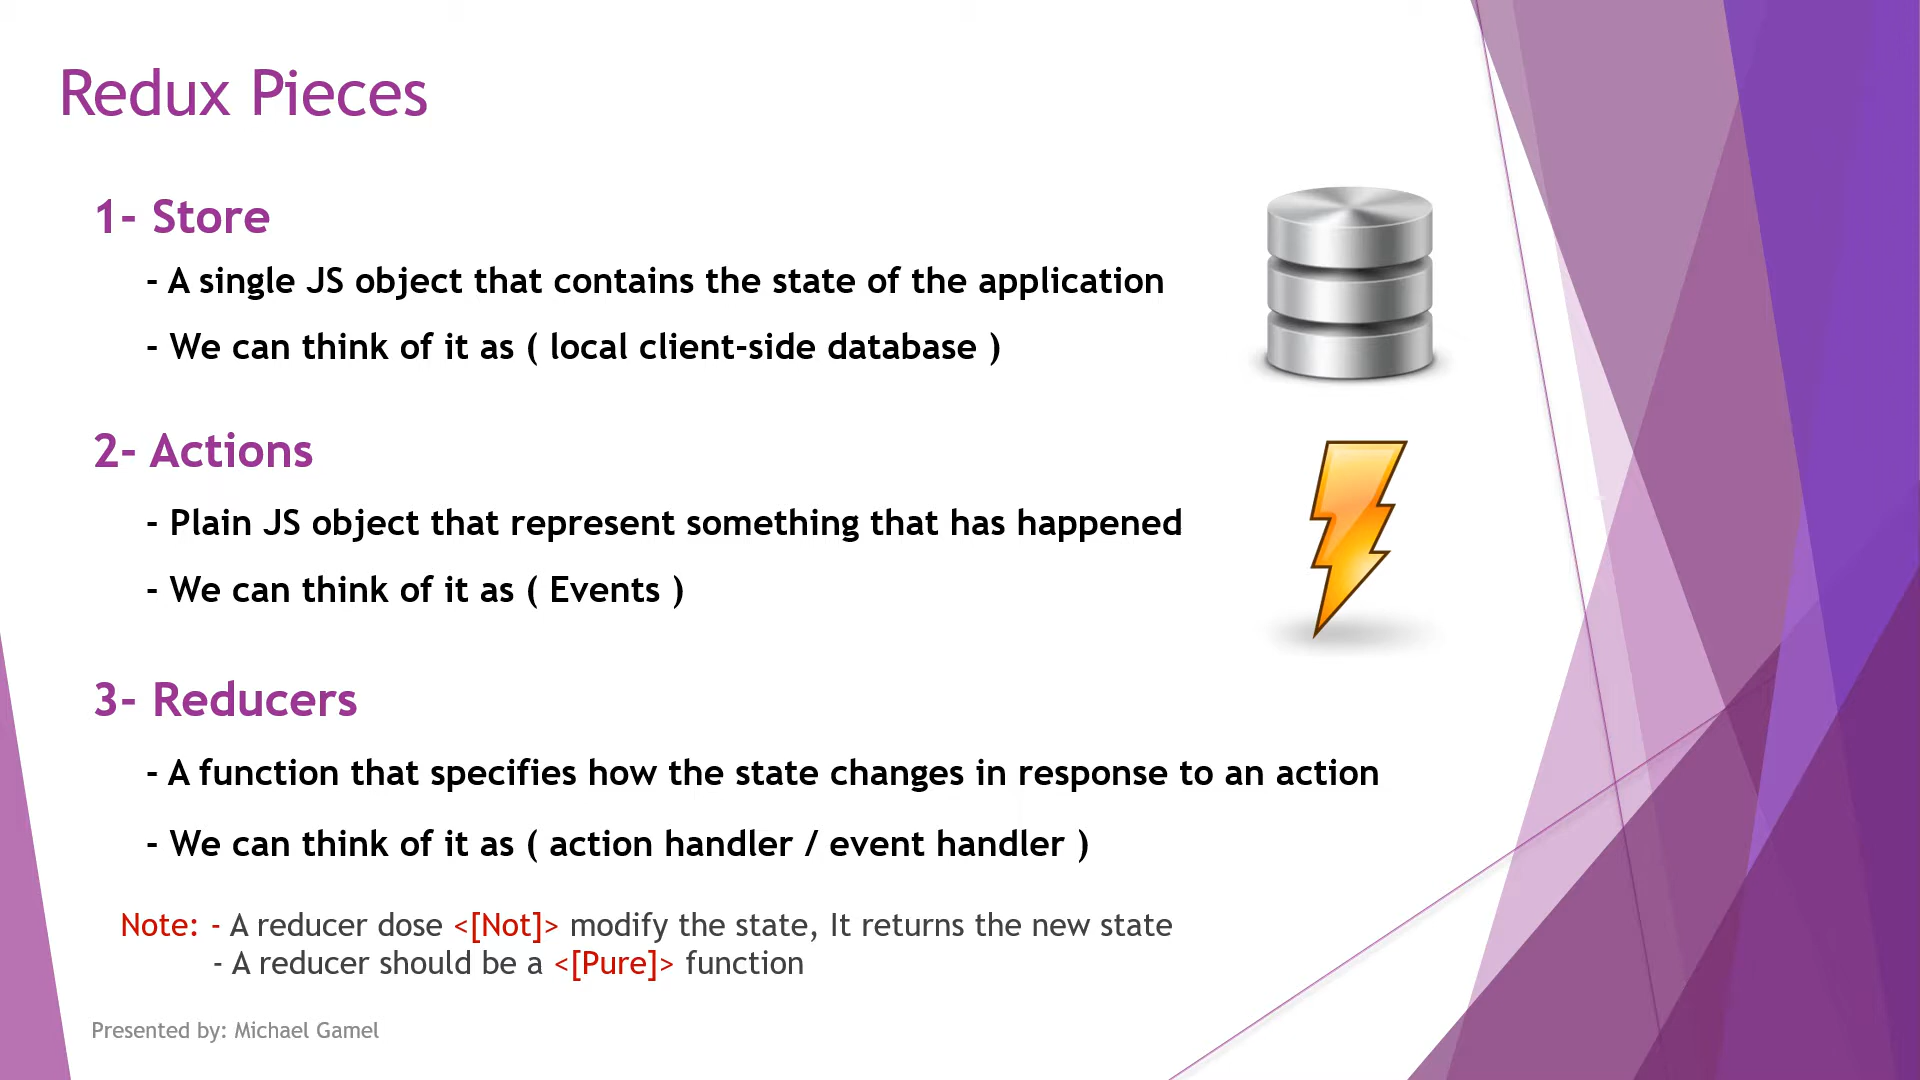 Redux Pieces
1- Store
- A single JS object that contains the state of the application
- We can think of it as ( local client-side database )
2- Actions
- Plain JS object that represent something that has happened
- We can think of it as ( Events )
3- Reducers
- A function that specifies how the state changes in response to an action
- We can think of it as ( action handler / event handler )
Note: - A reducer dose <[Not]> modify the state, It returns the new state
- A reducer should be a <[Pure]> function
Presented by: Michael Gamel